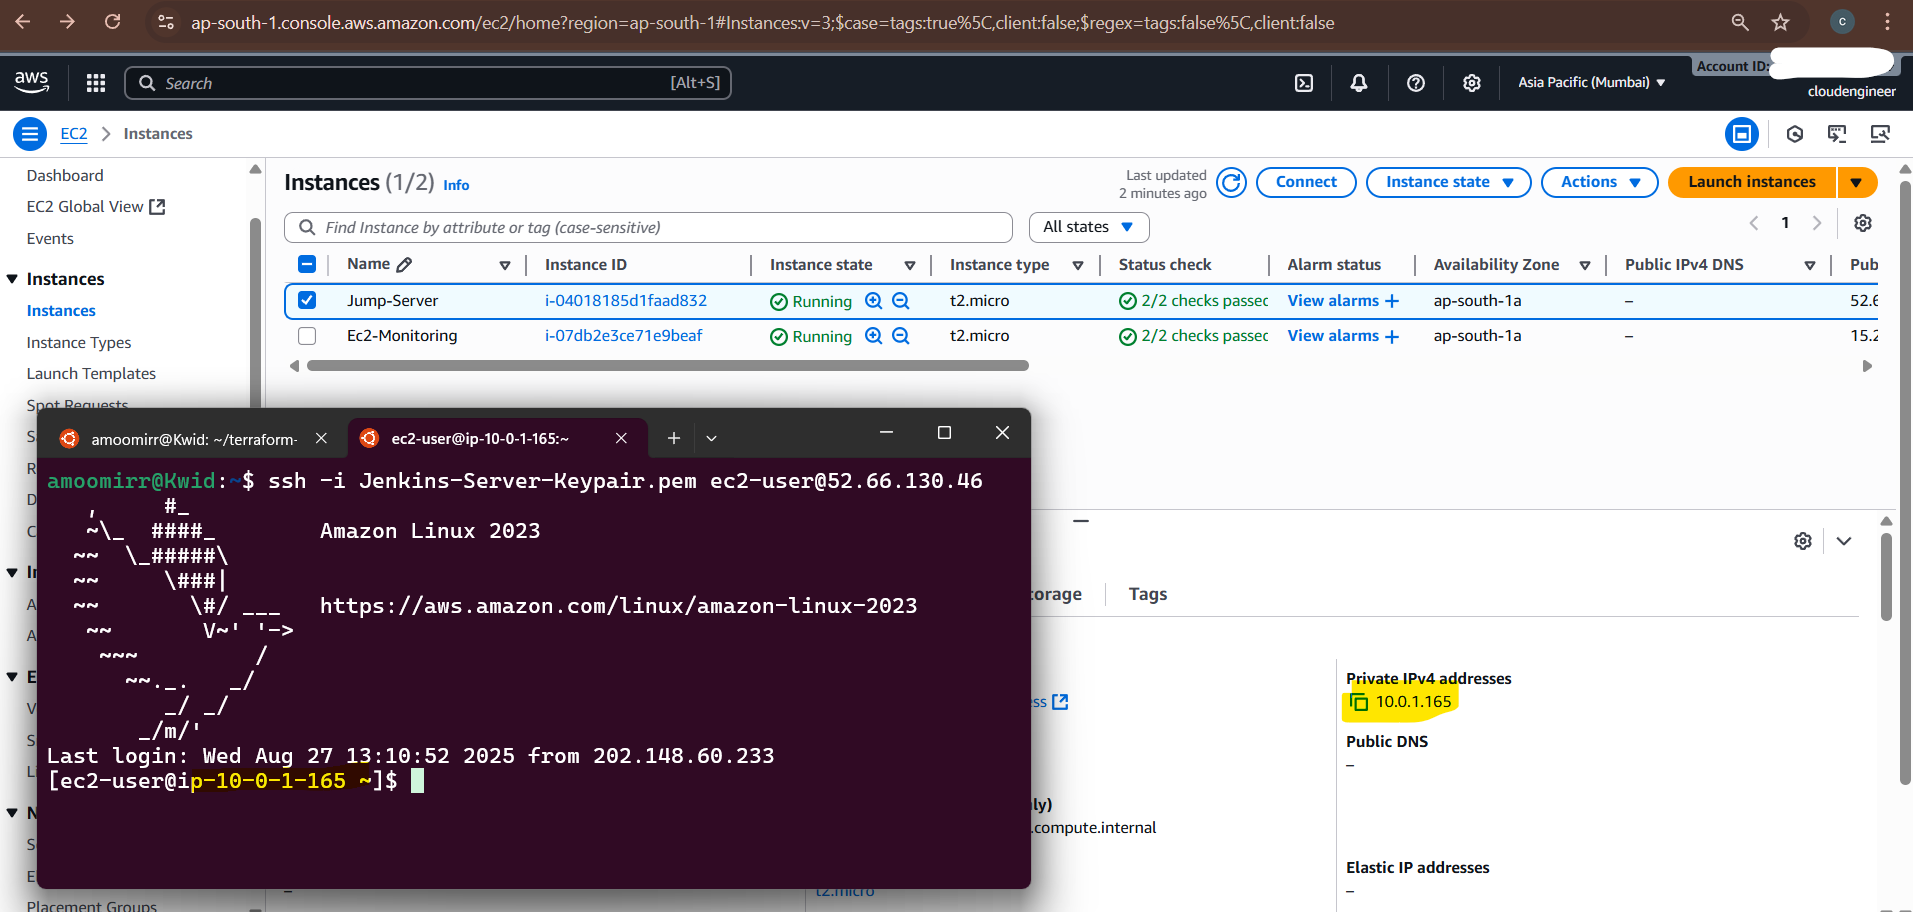 ap-south-1.console.aws.amazon.com/ec2/home?region=ap-south-1#Instances:v=3;$case=tags:true%5C,client:false;$regex=tags:false%5C,client:false
c
aws
Search
[Alt+S]
Asia Pacific (Mumbai)
Account ID:
cloudengineer
EC2
Instances
Dashboard
EC2 Global View
Events
Instances
Instances
Instance Types
Launch Templates
Spot Requests
Placement Groups
Instances (1/2) Info
Last updated
2 minutes ago
Connect
Instance state
Actions
Launch instances
Find Instance by attribute or tag (case-sensitive)
All states
1
Name Instance ID Instance state Instance type Status check Alarm status Availability Zone Public IPv4 DNS Pub
Jump-Server i-04018185d1faad832 Running t2.micro 2/2 checks passed View alarms + ap-south-1a – 52.6
Ec2-Monitoring i-07db2e3ce71e9beaf Running t2.micro 2/2 checks passed View alarms + ap-south-1a – 15.2
amoomirr@Kwid: ~/terraform-
ec2-user@ip-10-0-1-165:~
amoomirr@Kwid:~$ ssh -i Jenkins-Server-Keypair.pem ec2-user@52.66.130.46
   ,     #_
   ~\_  ####_        Amazon Linux 2023
  ~~  \_#####\
  ~~     \###|
  ~~       \#/ ___   https://aws.amazon.com/linux/amazon-linux-2023
   ~~       V~' '->
    ~~~         /
      ~~._.   _/
         _/ _/
       _/m/'
Last login: Wed Aug 27 13:10:52 2025 from 202.148.60.233
[ec2-user@ip-10-0-1-165 ~]$
orage
Tags
ess
Private IPv4 addresses
10.0.1.165
Public DNS
–
ly)
.compute.internal
Elastic IP addresses
–
–
t2.micro